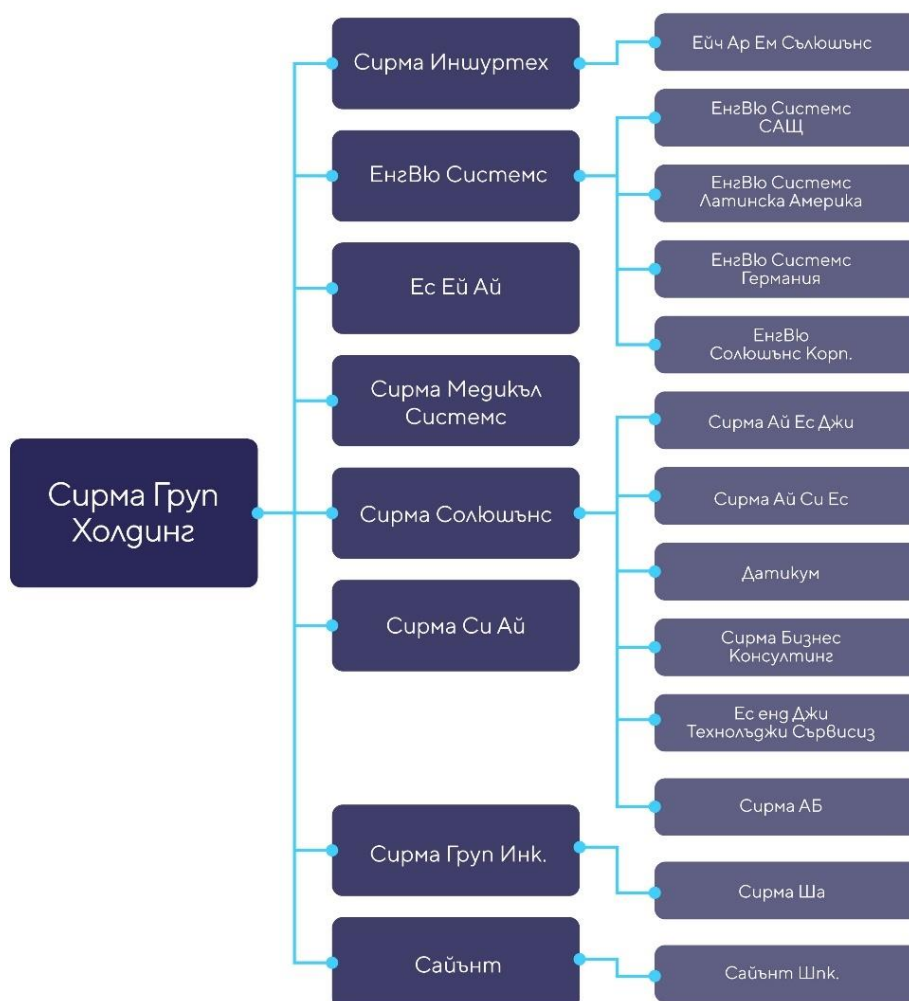 Сирма Груп
Холдинг
Сирма Иншуртех
ЕнгВю Системс
Ес Ей Ай
Сирма Медикъл
Системс
Сирма Солюшънс
Сирма Си Ай
Сирма Груп Инк.
Сайънт
Ейч Ар Ем Сълюшънс
ЕнгВю Системс
САЩ
ЕнгВю Системс
Латинска Америка
ЕнгВю Системс
Германия
ЕнгВю
Солюшънс Корп.
Сирма Ай Ес Джи
Сирма Ай Си Ес
Датикум
Сирма Бизнес
Консултинг
Ес енд Джи
Технолъджи Сървисиз
Сирма АБ
Сирма Ша
Сайънт Шпк.